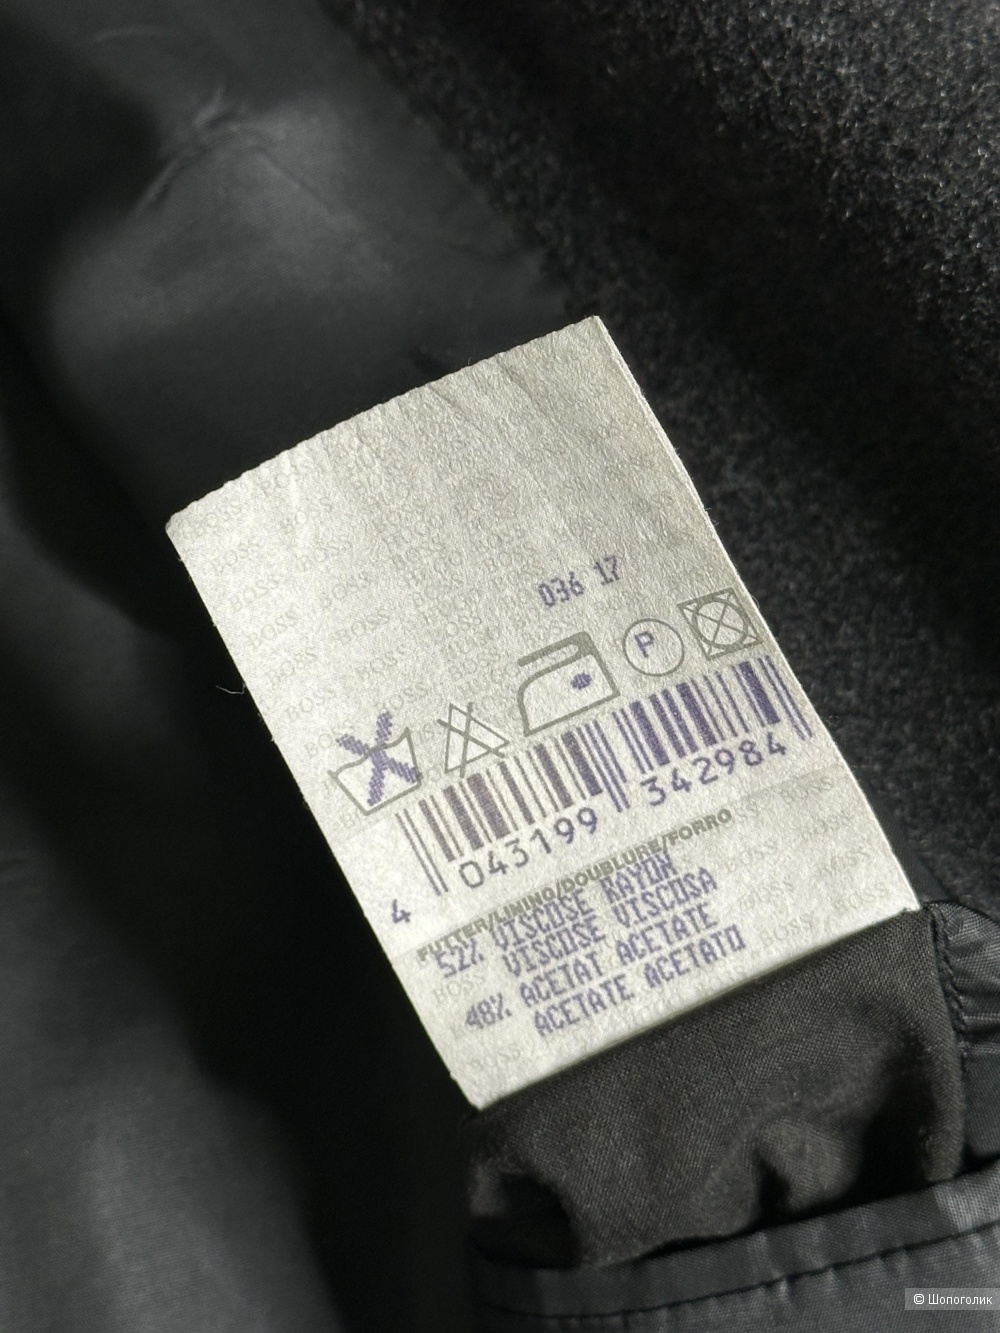 036 17
P
4 043199 342984
FUTTER/LINING/DOUBLURE/FORRO
52% VISCOSE RAYON
VISCOSE VISCOSA
48% ACETAT ACETATE
ACETATE ACETATO
© Шопоголик